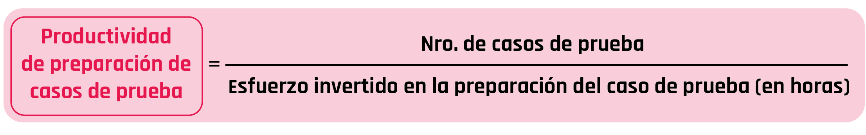 Productividad
de preparación de
casos de prueba
=
Nro. de casos de prueba
Esfuerzo invertido en la preparación del caso de prueba (en horas)